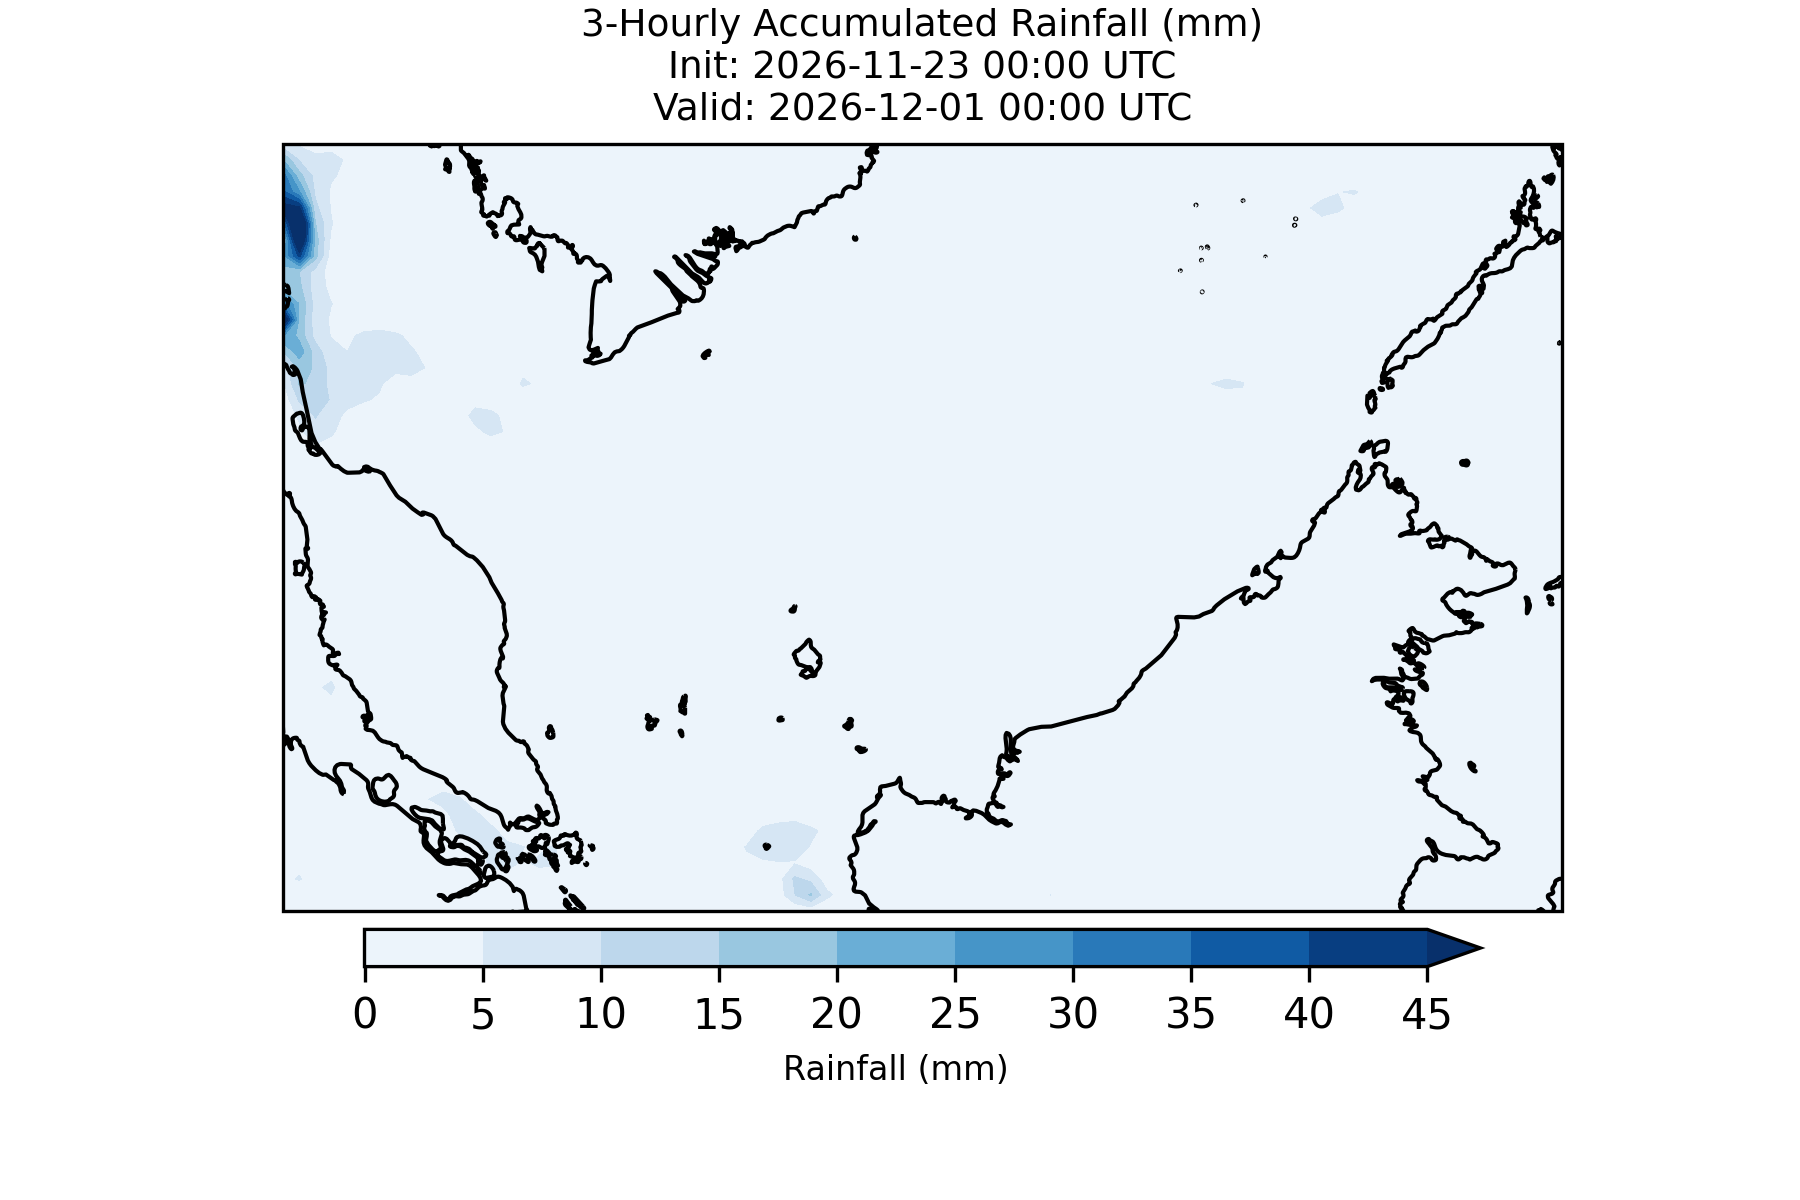 3-Hourly Accumulated Rainfall (mm)
Init: 2026-11-23 00:00 UTC
Valid: 2026-12-01 00:00 UTC
0 5 10 15 20 25 30 35 40 45
Rainfall (mm)